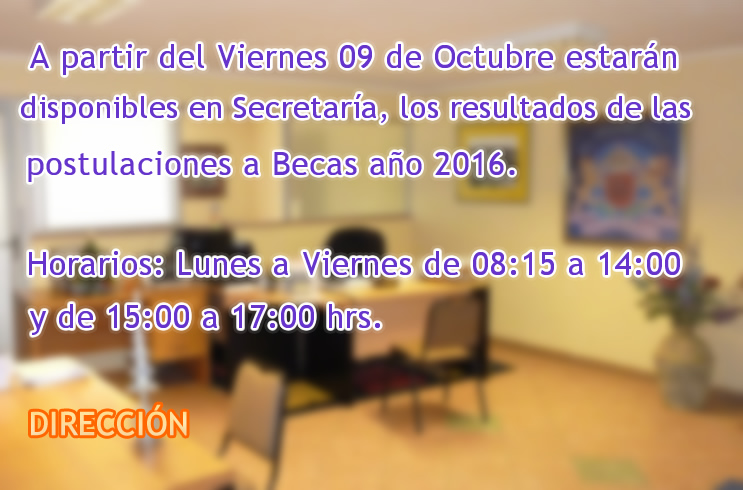 A partir del Viernes 09 de Octubre estarán
disponibles en Secretaría, los resultados de las
postulaciones a Becas año 2016.
Horarios: Lunes a Viernes de 08:15 a 14:00
y de 15:00 a 17:00 hrs.
DIRECCIÓN